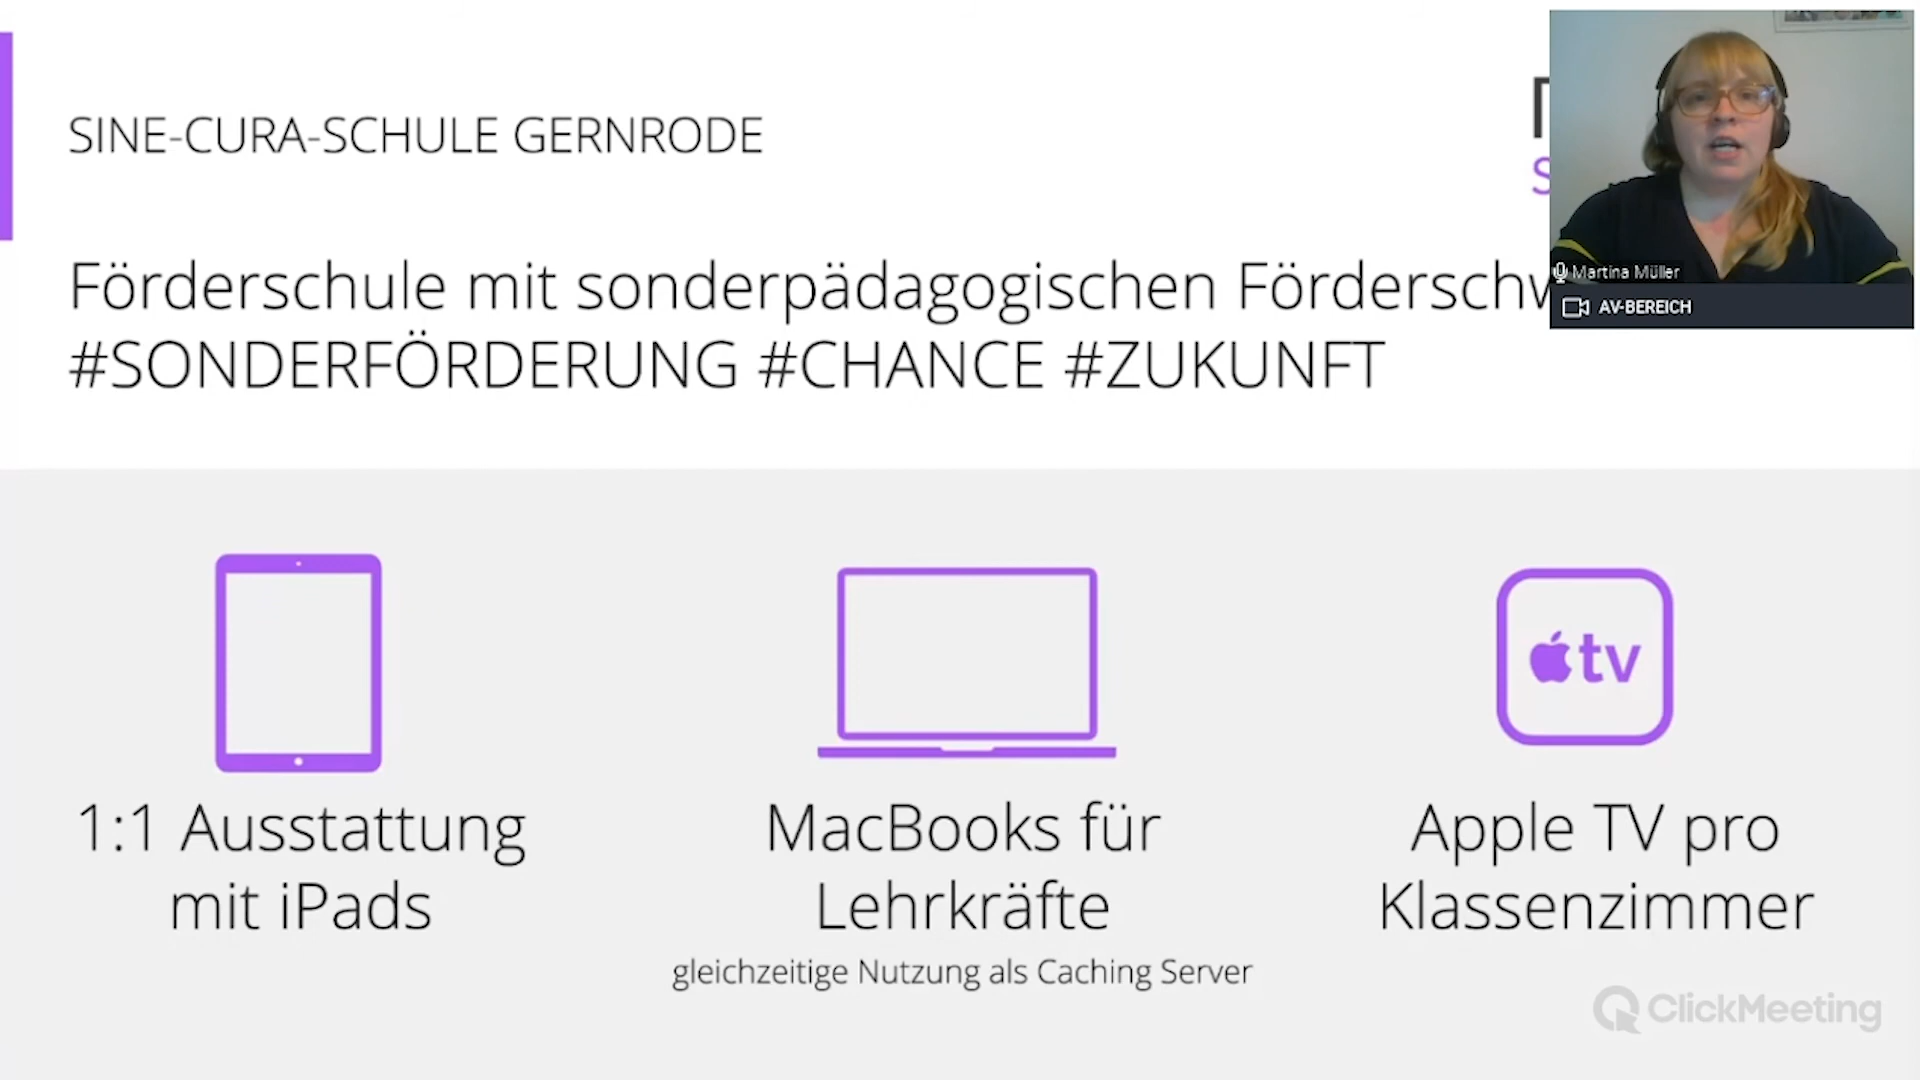 SINE-CURA-SCHULE GERNRODE
Förderschule mit sonderpädagogischen
#SONDERFÖRDERUNG #CHANCE #ZUKUNFT
Martina Müller
AV-BEREICH
tv
1:1 Ausstattung
mit iPads
MacBooks für
Lehrkräfte
gleichzeitige Nutzung als Caching Server
Apple TV pro
Klassenzimmer
ClickMeeting